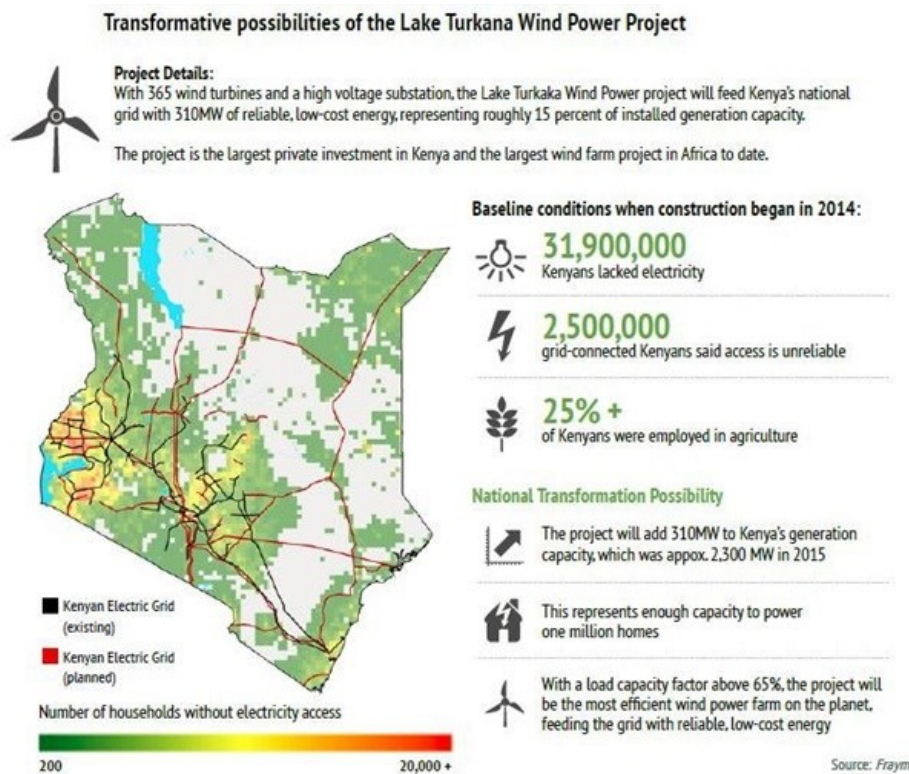 Transformative possibilities of the Lake Turkana Wind Power Project
Project Details:
With 365 wind turbines and a high voltage substation, the Lake Turkaka Wind Power project will feed Kenya's national
grid with 310MW of reliable, low-cost energy, representing roughly 15 percent of installed generation capacity.
The project is the largest private investment in Kenya and the largest wind farm project in Africa to date.
Baseline conditions when construction began in 2014:
31,900,000
Kenyans lacked electricity
2,500,000
grid-connected Kenyans said access is unreliable
25% +
of Kenyans were employed in agriculture
National Transformation Possibility
The project will add 310MW to Kenya's generation
capacity, which was appox. 2,300 MW in 2015
This represents enough capacity to power
one million homes
With a load capacity factor above 65%, the project will
be the most efficient wind power farm on the planet,
feeding the grid with reliable, low-cost energy
Kenyan Electric Grid
(existing)
Kenyan Electric Grid
(planned)
Number of households without electricity access
200
20,000 +
Source: Fraym